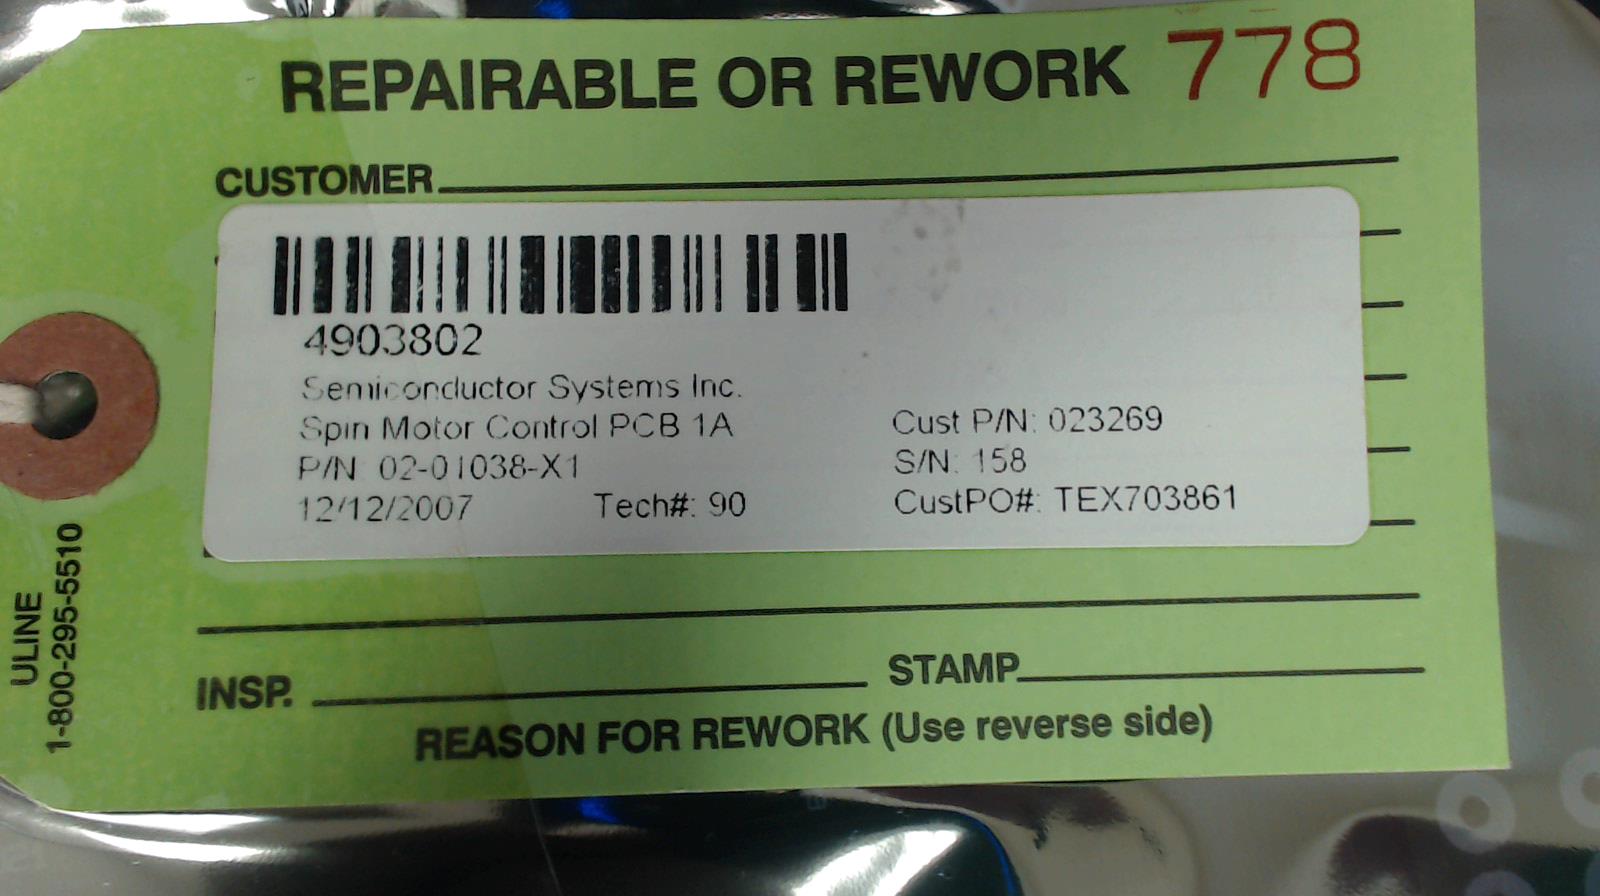 REPAIRABLE OR REWORK 778
CUSTOMER
4903802
Semiconductor Systems Inc.
Spin Motor Control PCB 1A
Cust P/N: 023269
P/N 02-01038-X1
S/N: 158
12/12/2007
Tech#: 90
CustPO#: TEX703861
INSP.
STAMP
REASON FOR REWORK (Use reverse side)
ULINE
1-800-295-5510